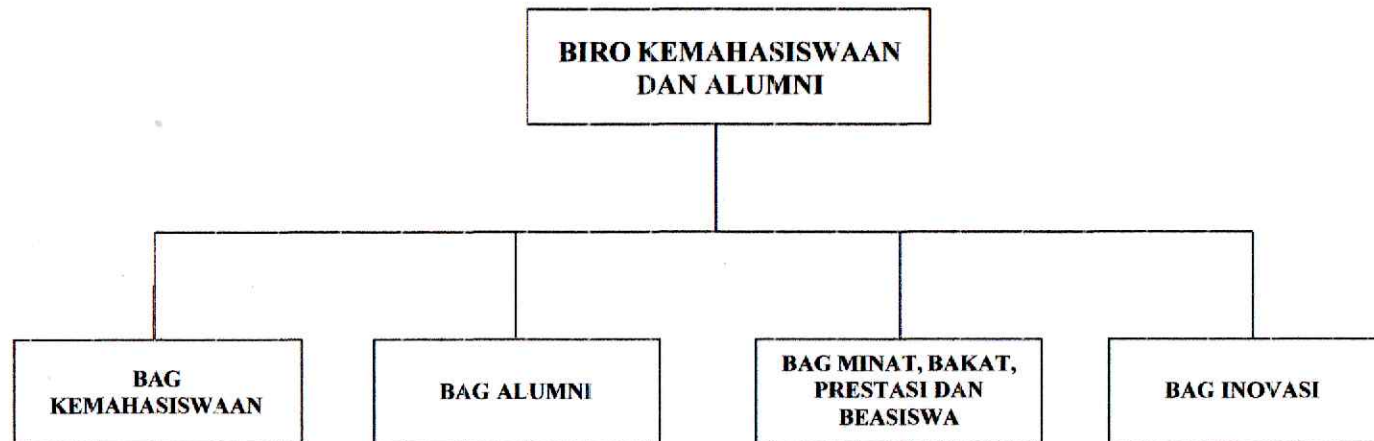 BIRO KEMAHASISWAAN
DAN ALUMNI
BAG
KEMAHASISWAAN
BAG ALUMNI
BAG MINAT, BAKAT,
PRESTASI DAN
BEASISWA
BAG INOVASI